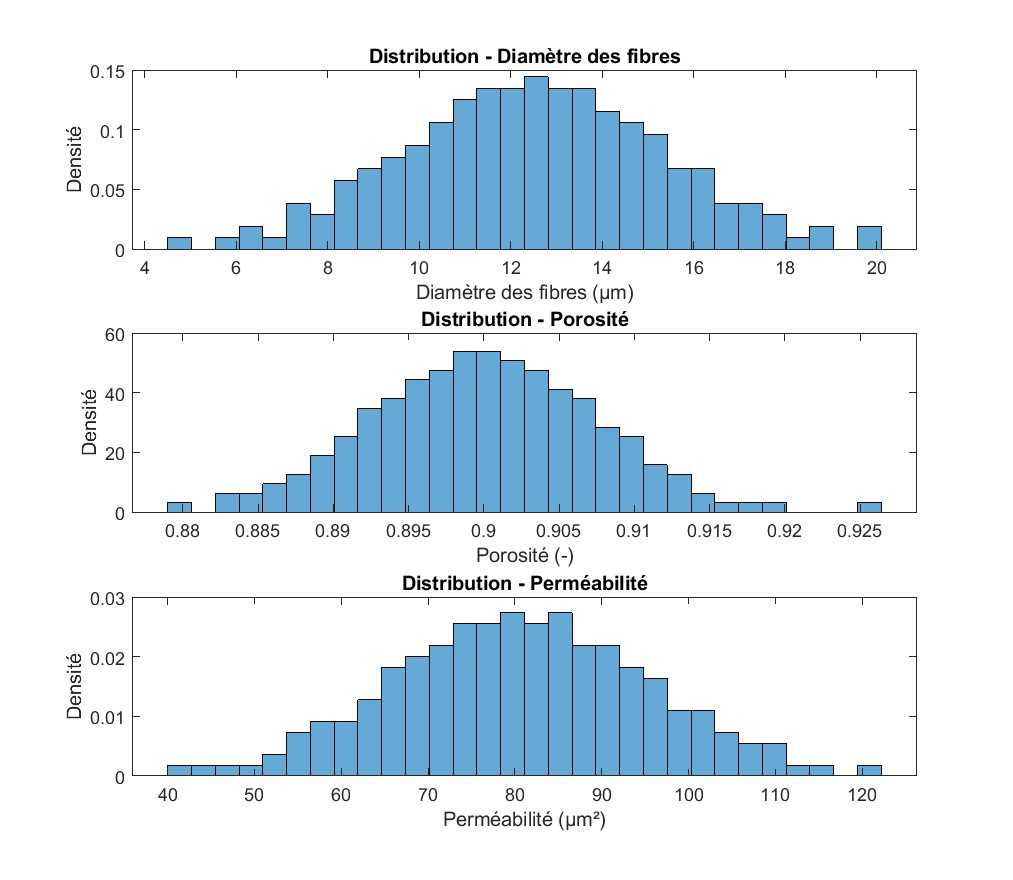 Distribution - Diamètre des fibres
Densité
0.15
0.1
0.05
0
4 6 8 10 12 14 16 18 20
Diamètre des fibres (µm)
Distribution - Porosité
Densité
60
40
20
0
0.88 0.885 0.89 0.895 0.9 0.905 0.91 0.915 0.92 0.925
Porosité (-)
Distribution - Perméabilité
Densité
0.03
0.02
0.01
0
40 50 60 70 80 90 100 110 120
Perméabilité (µm²)